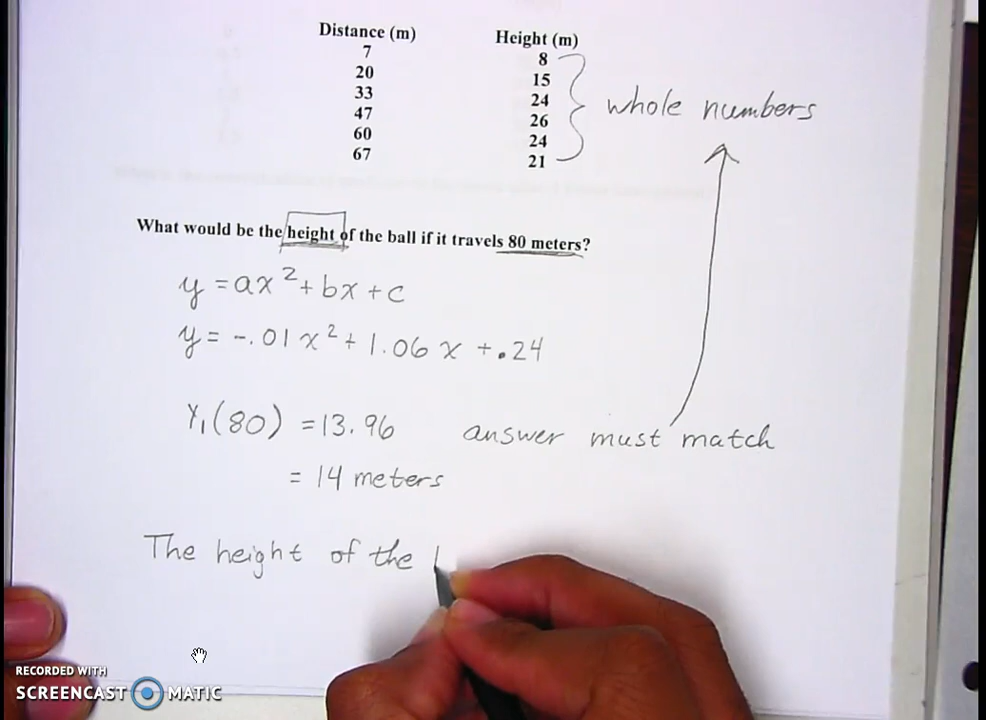 Distance (m) Height (m)
7 8
20 15
33 24
47 26
60 24
67 21
whole numbers
What would be the height of the ball if it travels 80 meters?
y = ax² + bx + c
y = -.01x² + 1.06x + .24
Y₁(80) = 13.96 answer must match
= 14 meters
The height of the
RECORDED WITH
SCREENCAST MATIC